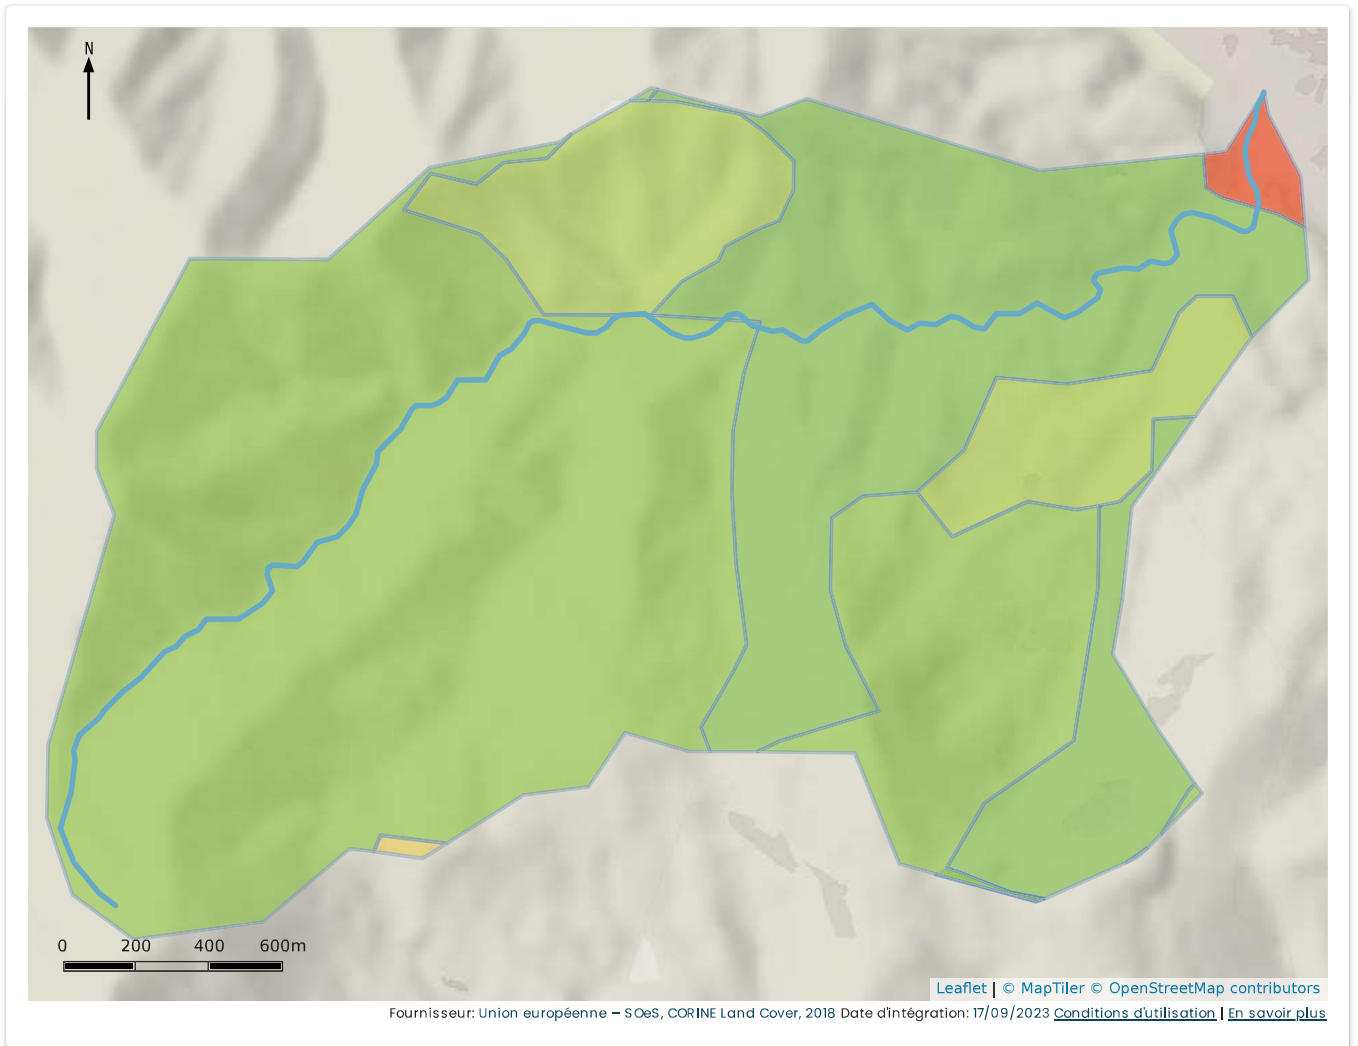 N
0 200 400 600m
Leaflet | © MapTiler © OpenStreetMap contributors
Fournisseur: Union européenne – SOeS, CORINE Land Cover, 2018 Date d'intégration: 17/09/2023 Conditions d'utilisation | En savoir plus